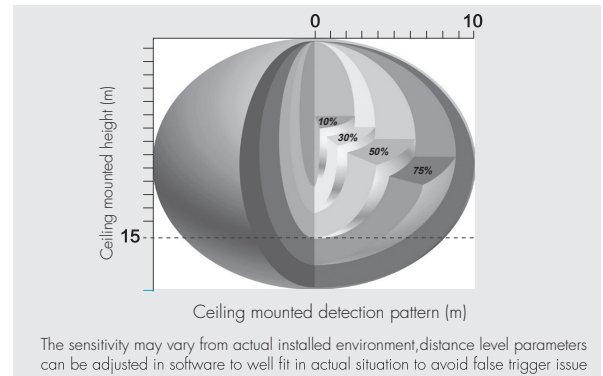 0 10
Ceiling mounted height (m)
10%
30%
50%
75%
15
Ceiling mounted detection pattern (m)
The sensitivity may vary from actual installed environment,distance level parameters
can be adjusted in software to well fit in actual situation to avoid false trigger issue